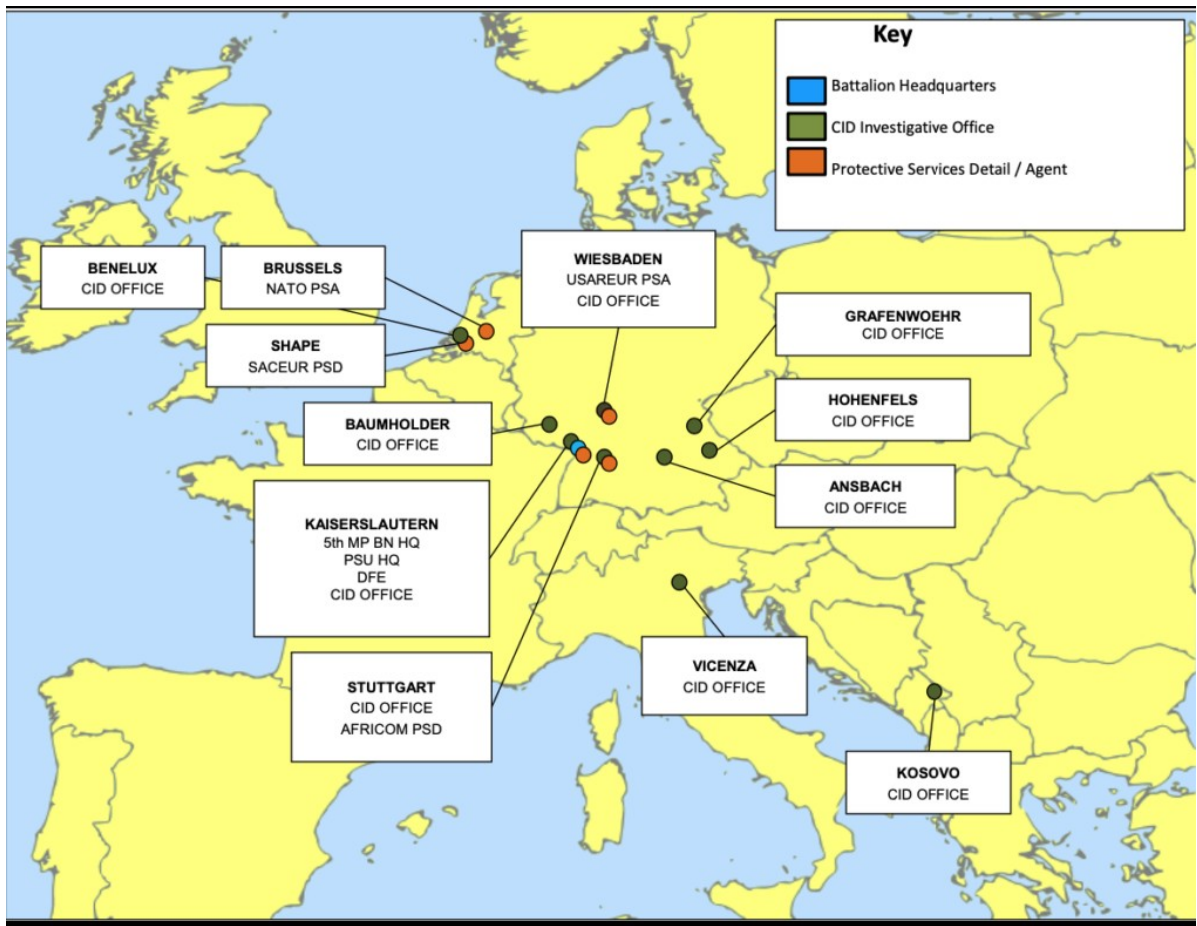 Key
Battalion Headquarters
CID Investigative Office
Protective Services Detail / Agent
BENELUX
CID OFFICE
BRUSSELS
NATO PSA
WIESBADEN
USAREUR PSA
CID OFFICE
GRAFENWOEHR
CID OFFICE
SHAPE
SACEUR PSD
HOHENFELS
CID OFFICE
BAUMHOLDER
CID OFFICE
ANSBACH
CID OFFICE
KAISERSLAUTERN
5th MP BN HQ
PSU HQ
DFE
CID OFFICE
STUTTGART
CID OFFICE
AFRICOM PSD
VICENZA
CID OFFICE
KOSOVO
CID OFFICE